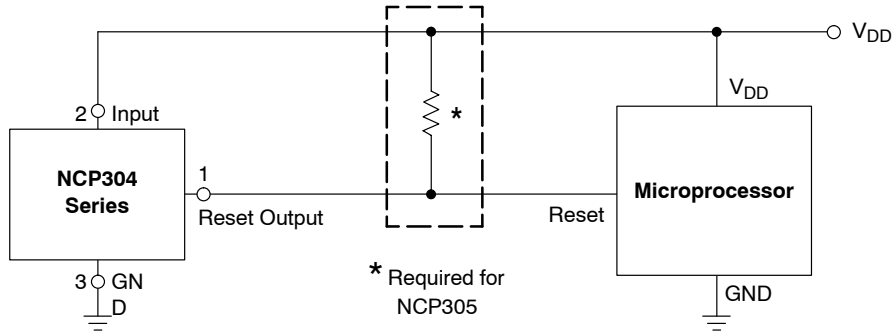 V_DD
V_DD
2 Input
*
NCP304
Series
1
Microprocessor
Reset Output
Reset
* Required for
NCP305
3 GN
D
GND